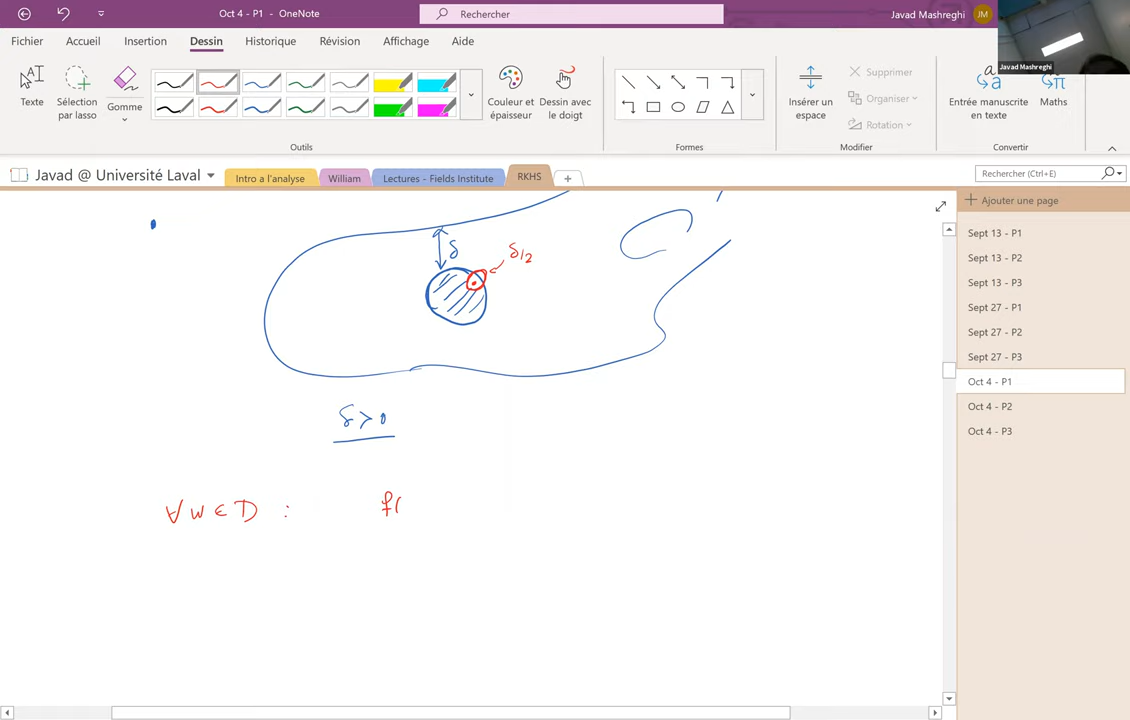 Oct 4 - P1 - OneNote
Rechercher
Javad Mashreghi
JM
Javad Mashreghi
Fichier
Accueil
Insertion
Dessin
Historique
Révision
Affichage
Aide
Texte
Sélection par lasso
Gomme
Couleur et épaisseur
Dessin avec le doigt
Insérer un espace
Supprimer
Organiser
Rotation
Entrée manuscrite en texte
Maths
Outils
Formes
Modifier
Convertir
Javad @ Université Laval
Intro a l'analyse
William
Lectures - Fields Institute
RKHS
Rechercher (Ctrl+E)
Ajouter une page
Sept 13 - P1
Sept 13 - P2
Sept 13 - P3
Sept 27 - P1
Sept 27 - P2
Sept 27 - P3
Oct 4 - P1
Oct 4 - P2
Oct 4 - P3
δ
δ/2
δ > 0
∀ w ∈ D : f(